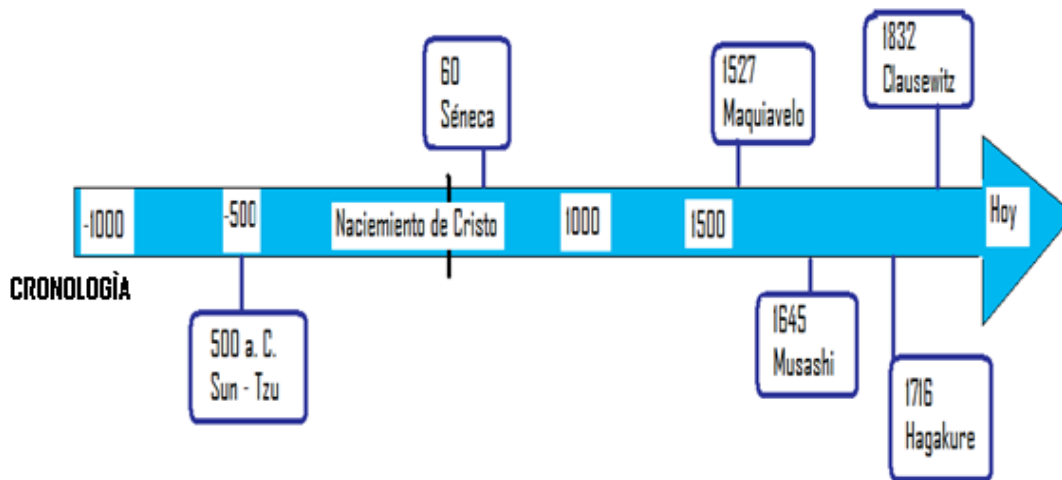 60
Séneca
1527
Maquiavelo
1832
Clausewitz
-1000
-500
Naciemiento de Cristo
1000
1500
Hoy
CRONOLOGÌA
500 a. C.
Sun - Tzu
1645
Musashi
1716
Hagakure